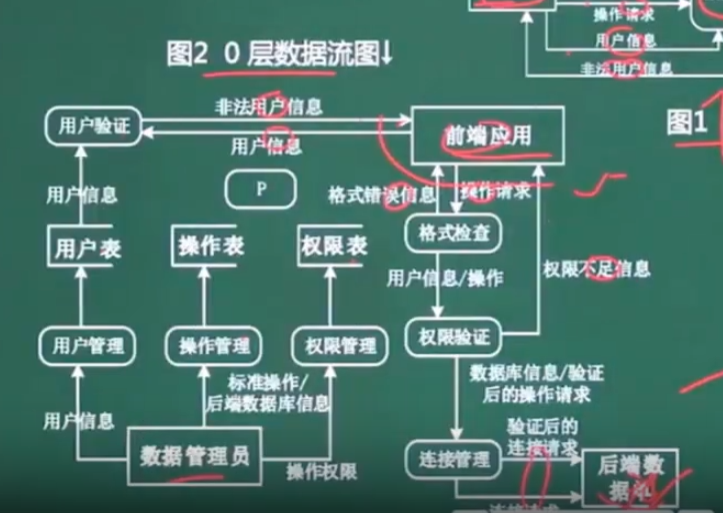 操作请求
用户信息
非法用户信息
图2 0层数据流图↓
图1
非法用户信息
用户验证
前端应用
用户信息
P
格式错误信息
操作请求
用户信息
用户表
操作表
权限表
格式检查
用户信息/操作
权限不足信息
用户管理
操作管理
权限管理
权限验证
标准操作/
后端数据库信息
数据库信息/验证
后的操作请求
用户信息
验证后的
连接请求
数据管理员
操作权限
连接管理
后端数
据库